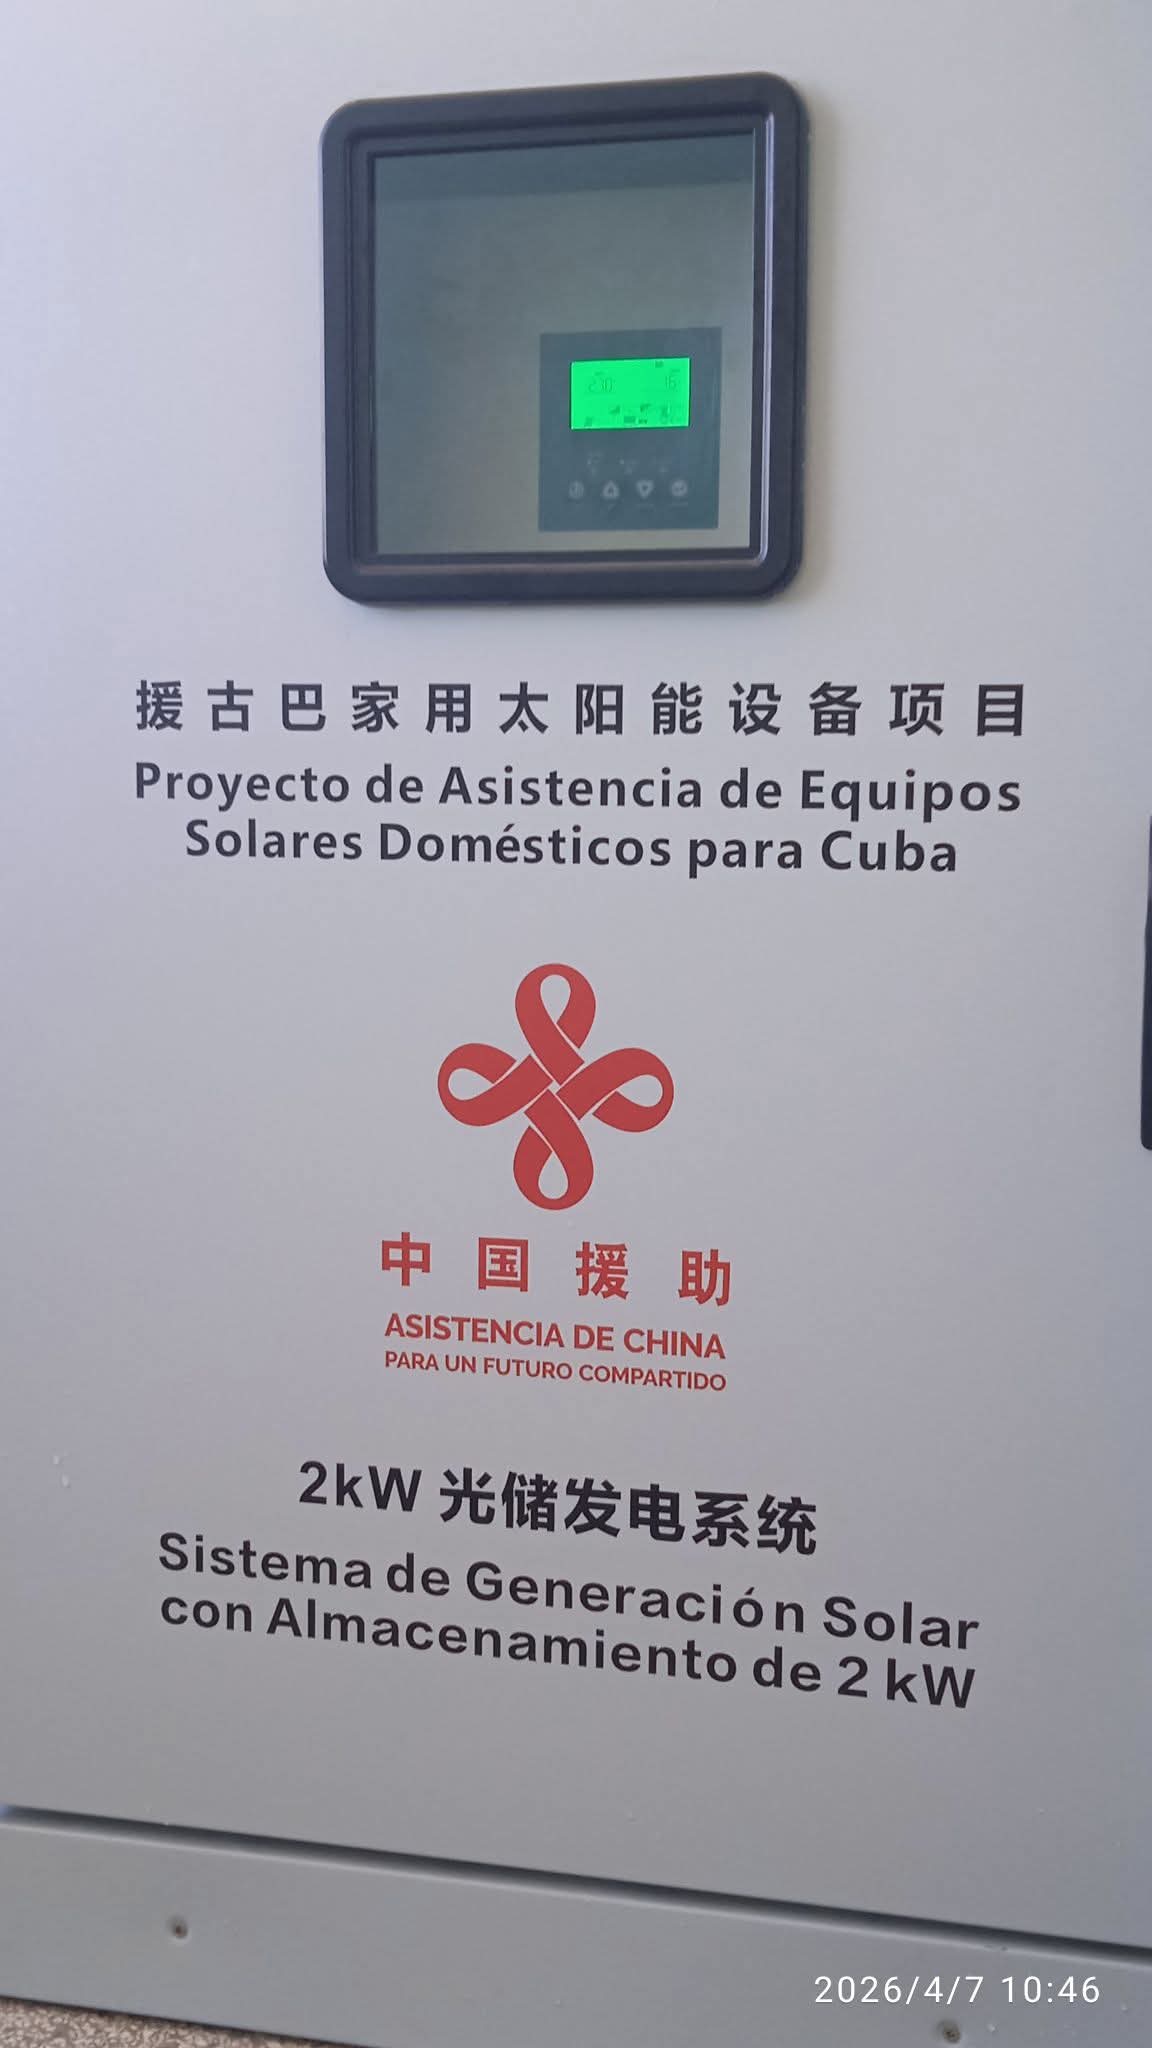 230
援古巴家用太阳能设备项目
Proyecto de Asistencia de Equipos
Solares Domésticos para Cuba
中国援助
ASISTENCIA DE CHINA
PARA UN FUTURO COMPARTIDO
2kW 光储发电系统
Sistema de Generación Solar
con Almacenamiento de 2 kW
2026/4/7 10:46